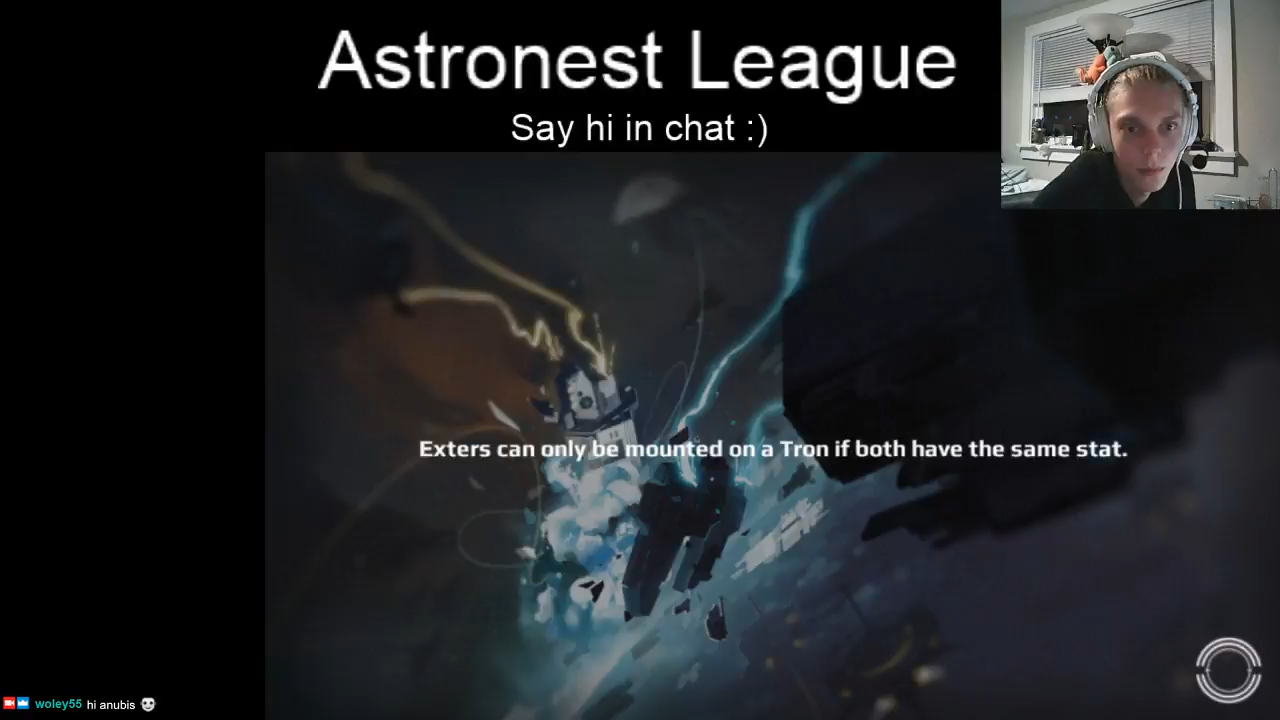 Astronest League
Say hi in chat :)
Exters can only be mounted on a Tron if both have the same stat.
woley55 hi anubis